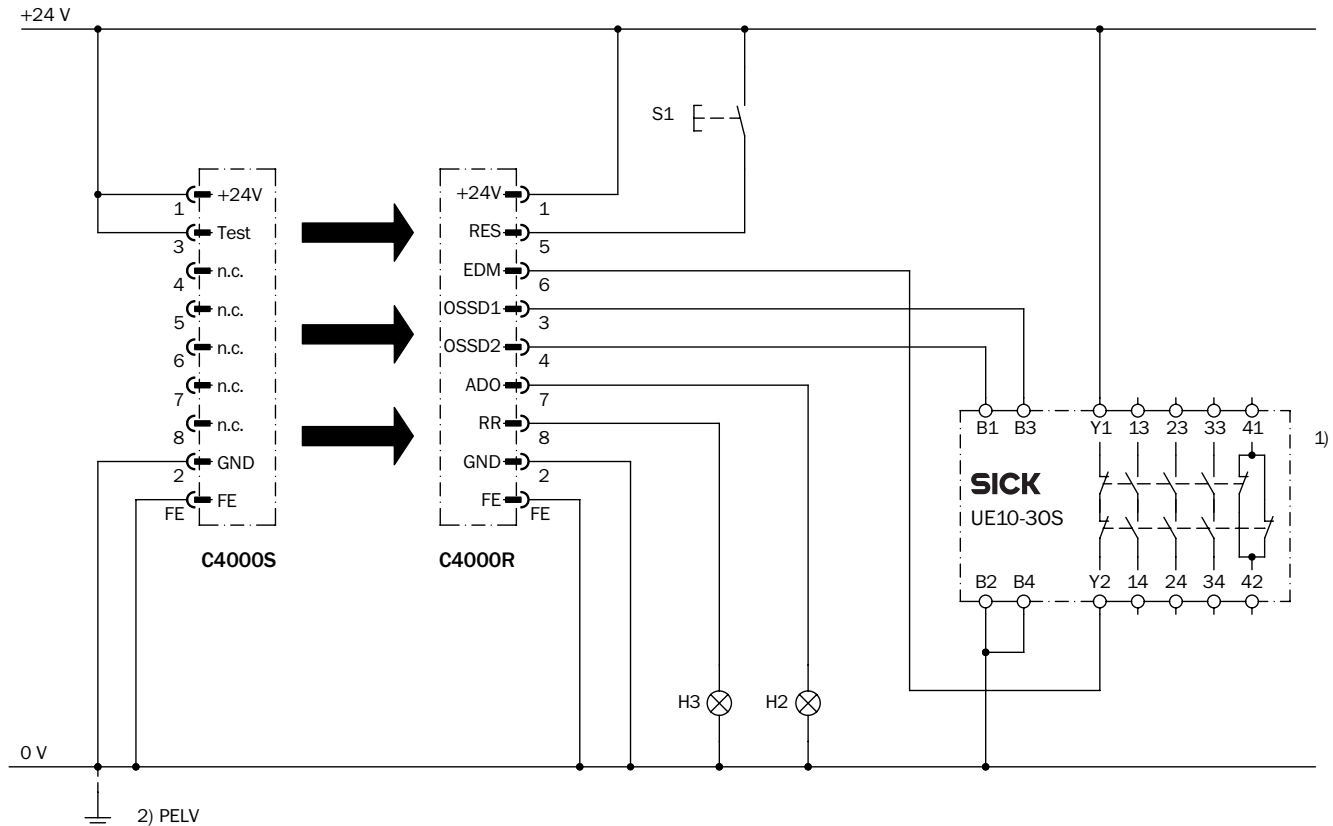 +24 V
S1
+24V
1
Test
3
n.c.
4
n.c.
5
n.c.
6
n.c.
7
n.c.
8
GND
2
FE
FE
C4000S
+24V
1
RES
5
EDM
6
OSSD1
3
OSSD2
4
ADO
7
RR
8
GND
2
FE
FE
C4000R
B1 B3 Y1 13 23 33 41
1)
SICK
UE10-30S
B2 B4 Y2 14 24 34 42
H3
H2
0 V
2) PELV